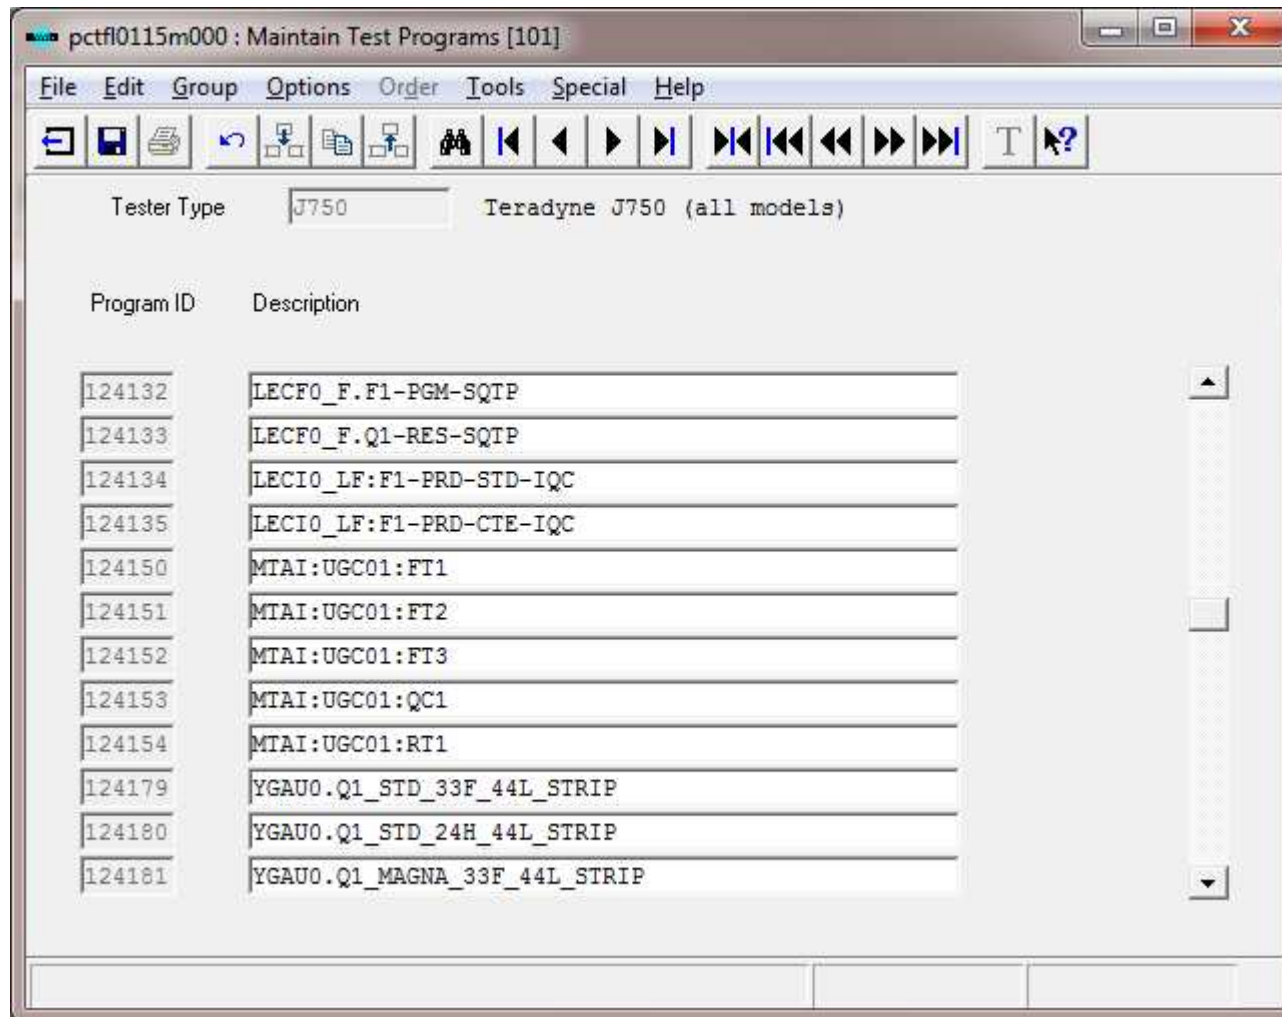 pctfl0115m000 : Maintain Test Programs [101]
File Edit Group Options Order Tools Special Help
T ?
Tester Type J750 Teradyne J750 (all models)
Program ID Description
124132 LECF0_F.F1-PGM-SQTP
124133 LECF0_F.Q1-RES-SQTP
124134 LECI0_LF:F1-PRD-STD-IQC
124135 LECI0_LF:F1-PRD-CTE-IQC
124150 MTAI:UGC01:FT1
124151 MTAI:UGC01:FT2
124152 MTAI:UGC01:FT3
124153 MTAI:UGC01:QC1
124154 MTAI:UGC01:RT1
124179 YGAU0.Q1_STD_33F_44L_STRIP
124180 YGAU0.Q1_STD_24H_44L_STRIP
124181 YGAU0.Q1_MAGNA_33F_44L_STRIP